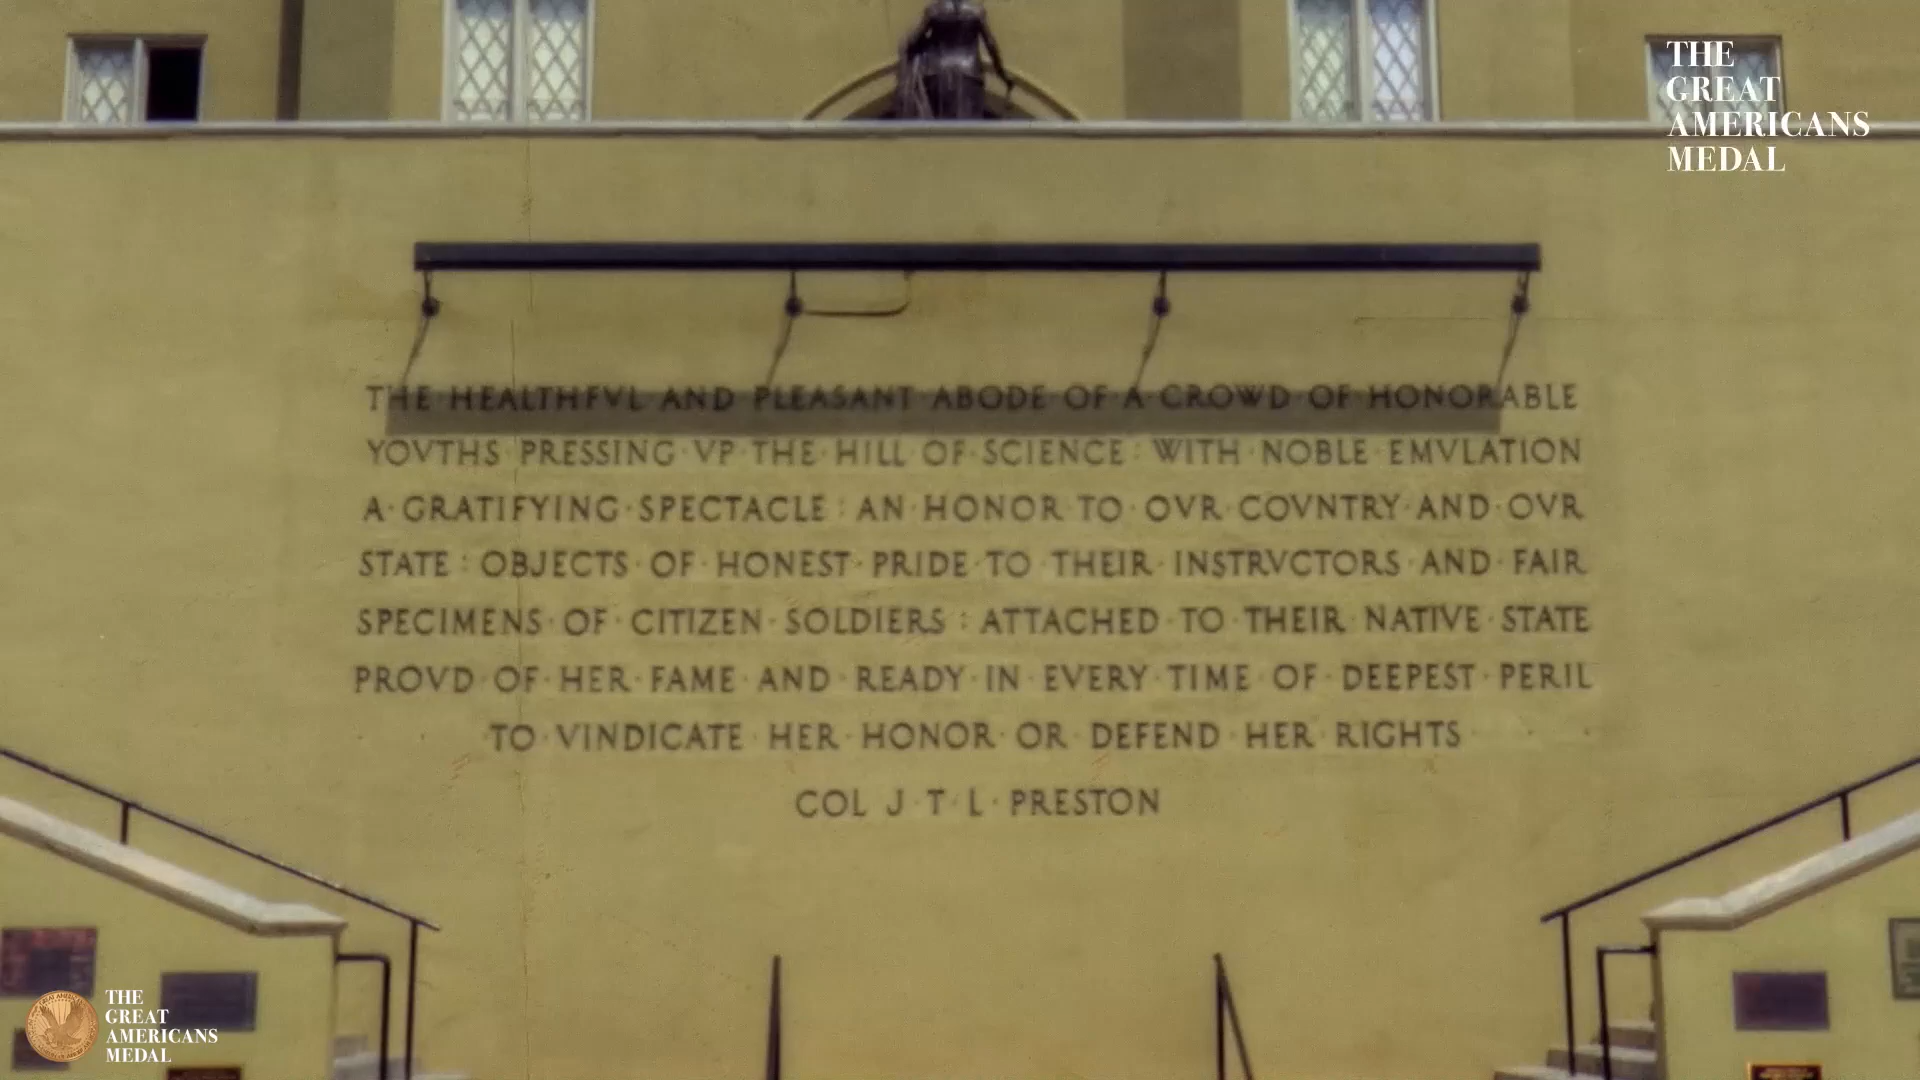 THE
GREAT
AMERICANS
MEDAL
THE·HEALTHFVL·AND·PLEASANT·ABODE·OF·A·CROWD·OF·HONORABLE
YOVTHS·PRESSING·VP·THE·HILL·OF·SCIENCE:WITH·NOBLE·EMVLATION
A·GRATIFYING·SPECTACLE:AN·HONOR·TO·OVR·COVNTRY·AND·OVR
STATE:OBJECTS·OF·HONEST·PRIDE·TO·THEIR·INSTRVCTORS·AND·FAIR
SPECIMENS·OF·CITIZEN·SOLDIERS:ATTACHED·TO·THEIR·NATIVE·STATE
PROVD·OF·HER·FAME·AND·READY·IN·EVERY·TIME·OF·DEEPEST·PERIL
TO·VINDICATE·HER·HONOR·OR·DEFEND·HER·RIGHTS
COL J·T·L·PRESTON
THE
GREAT
AMERICANS
MEDAL